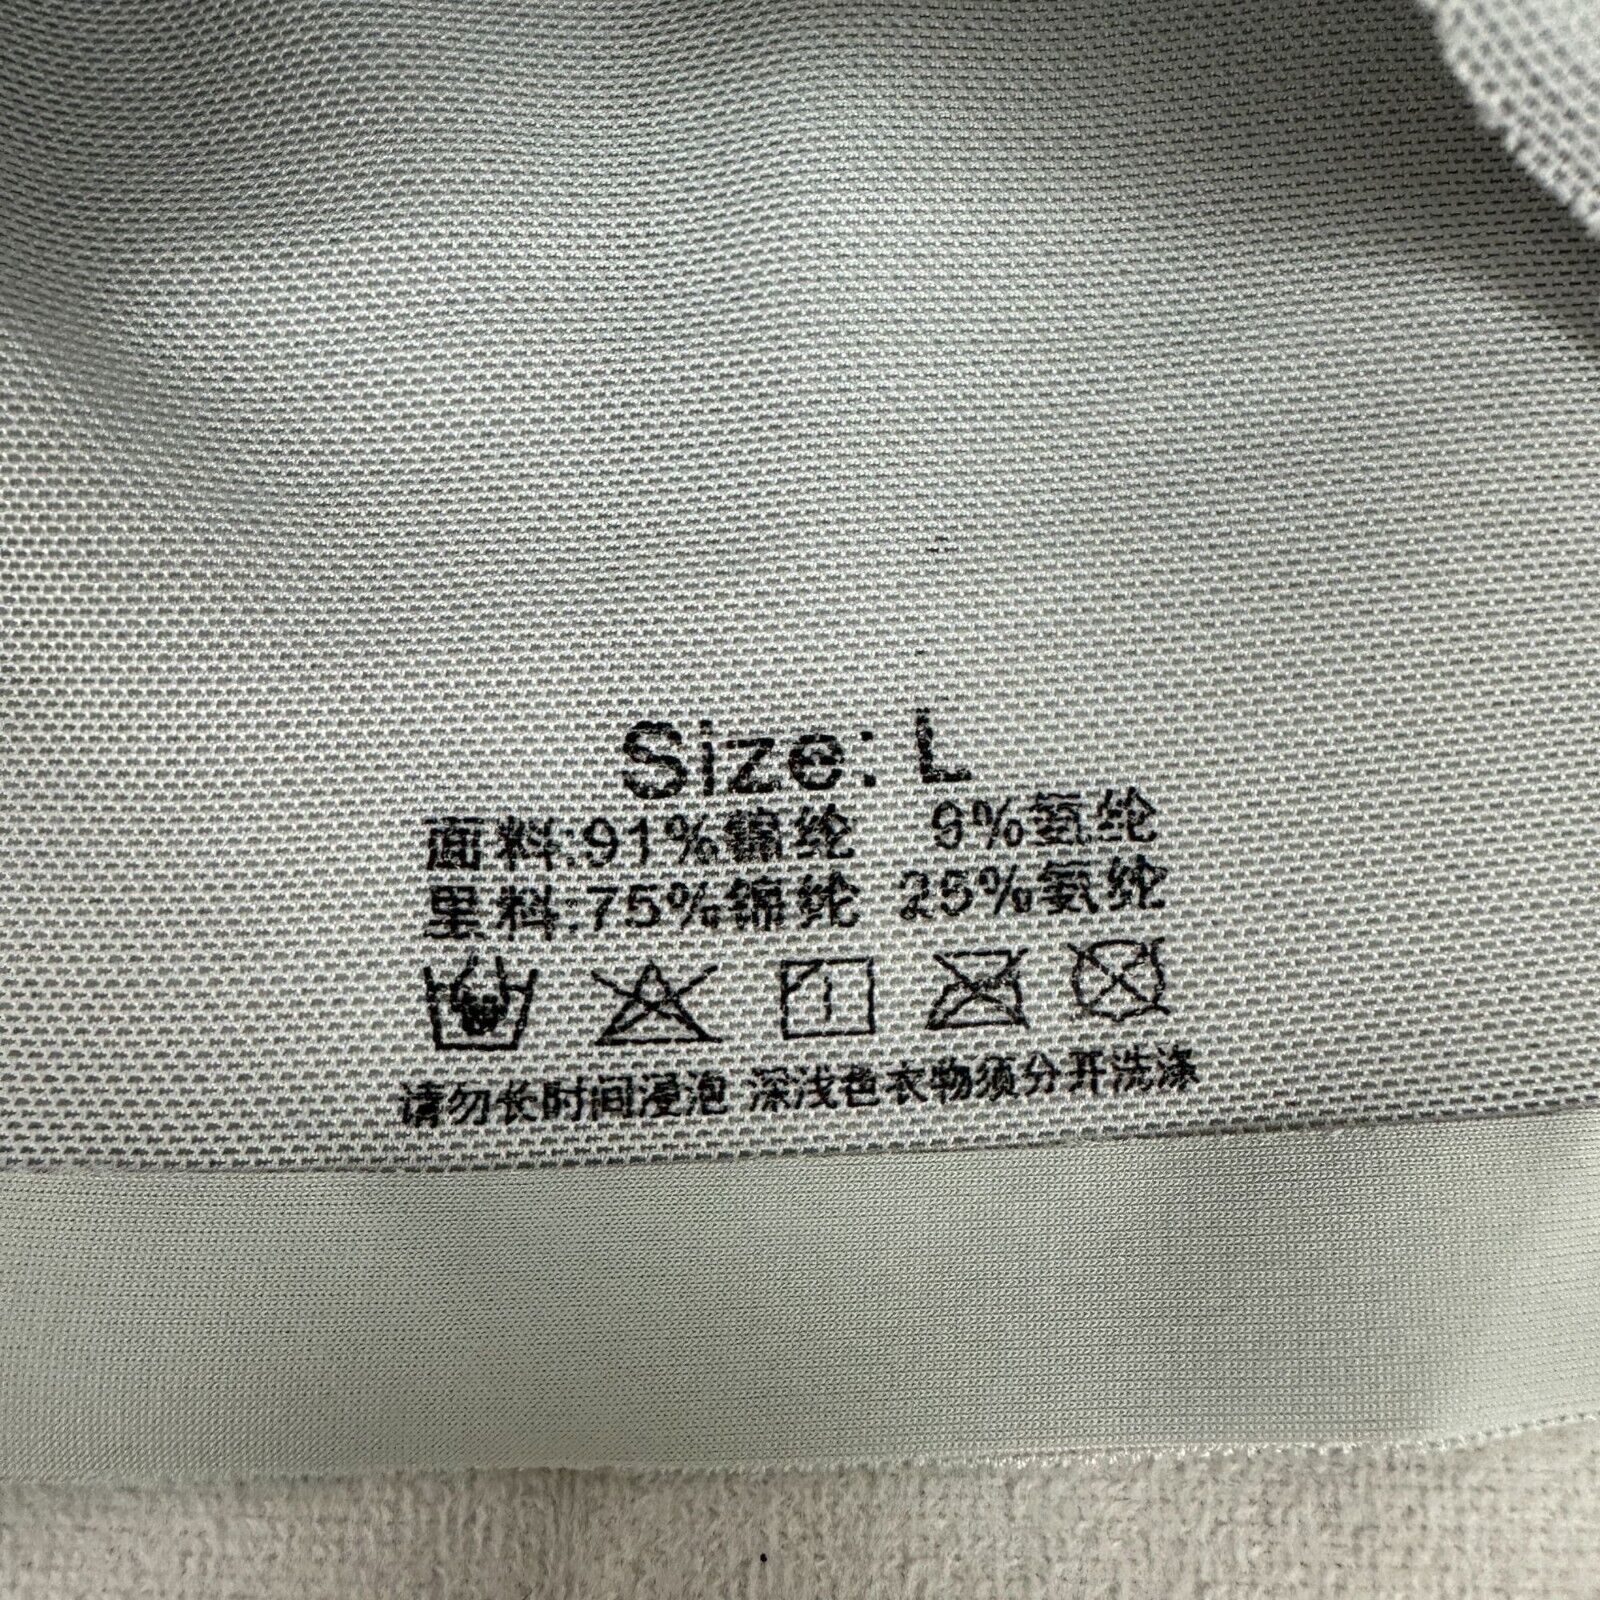 Size: L
面料:91%锦纶 9%氨纶
里料:75%锦纶 25%氨纶
请勿长时间浸泡 深浅色衣物须分开洗涤